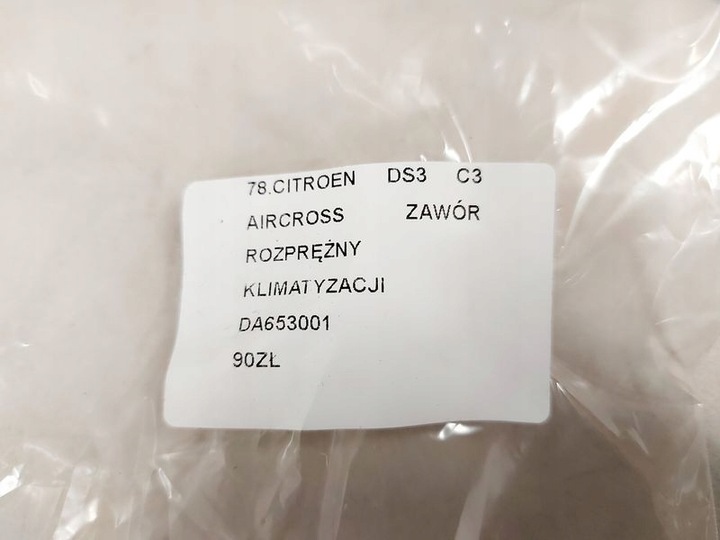 78.CITROEN DS3 C3
AIRCROSS ZAWÓR
ROZPRĘŻNY
KLIMATYZACJI
DA653001
90ZŁ